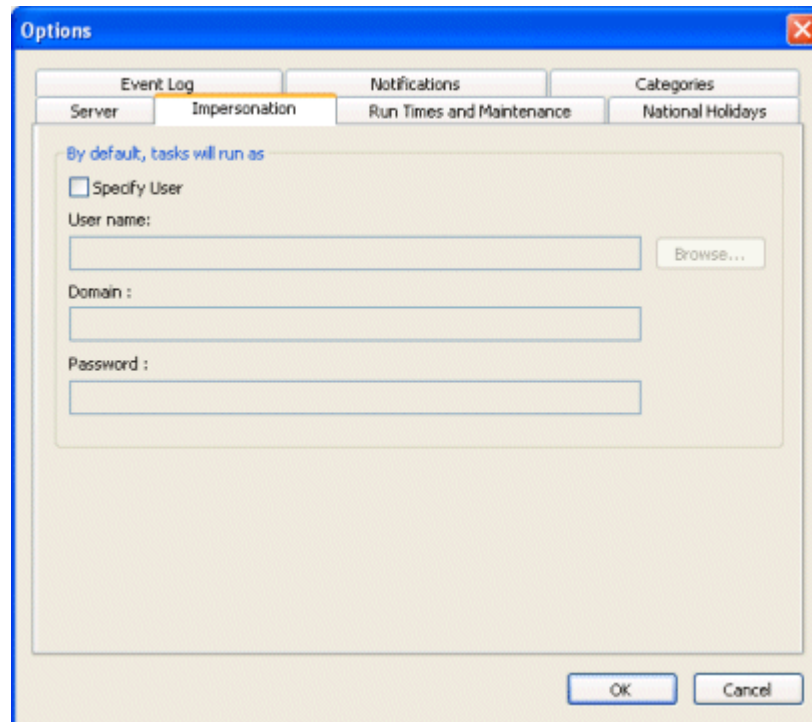 Options
Event Log Notifications Categories
Server Impersonation Run Times and Maintenance National Holidays
By default, tasks will run as
Specify User
User name:
Browse...
Domain :
Password :
OK Cancel